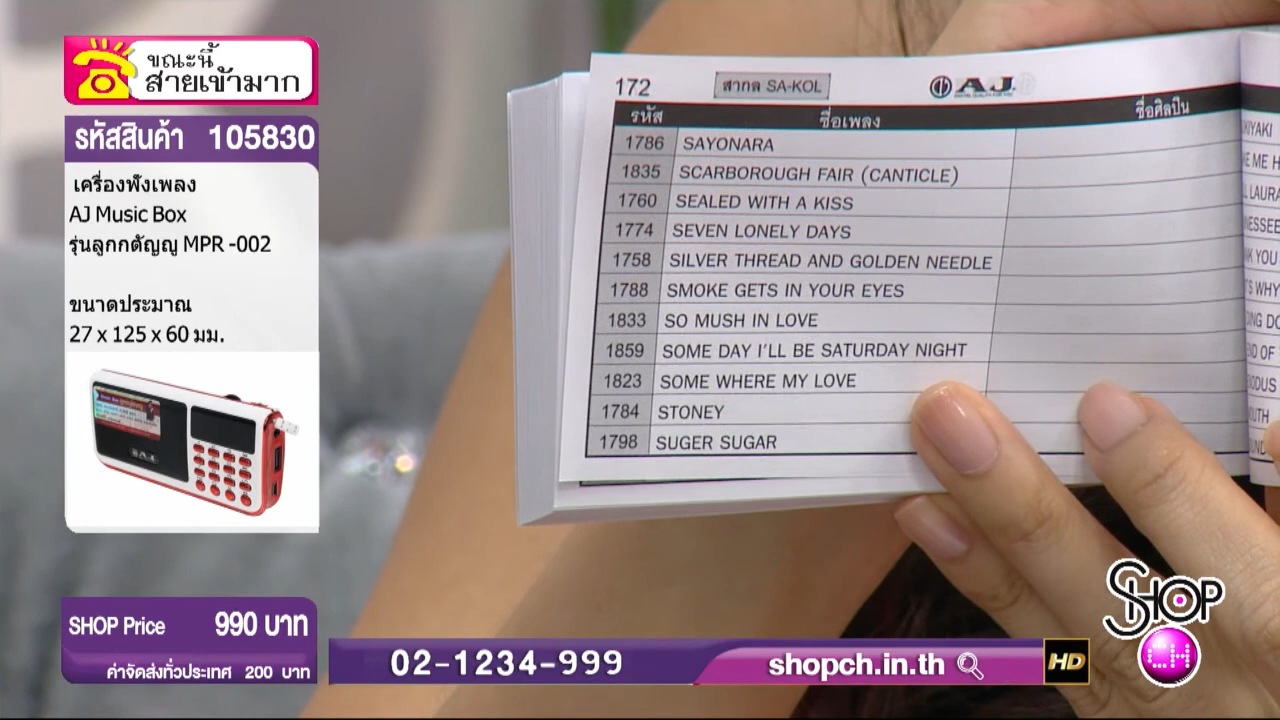 ขณะนี้
สายเข้ามาก
รหัสสินค้า 105830
เครื่องฟังเพลง
AJ Music Box
รุ่นลูกกตัญญู MPR -002
ขนาดประมาณ
27 x 125 x 60 มม.
SHOP Price 990 บาท
ค่าจัดส่งทั่วประเทศ 200 บาท
172 สากล SA-KOL AJ
รหัส ชื่อเพลง ชื่อศิลปิน
1786 SAYONARA
1835 SCARBOROUGH FAIR (CANTICLE)
1760 SEALED WITH A KISS
1774 SEVEN LONELY DAYS
1758 SILVER THREAD AND GOLDEN NEEDLE
1788 SMOKE GETS IN YOUR EYES
1833 SO MUSH IN LOVE
1859 SOME DAY I'LL BE SATURDAY NIGHT
1823 SOME WHERE MY LOVE
1784 STONEY
1798 SUGER SUGAR
02-1234-999
shopch.in.th
HD
SHOP
CH